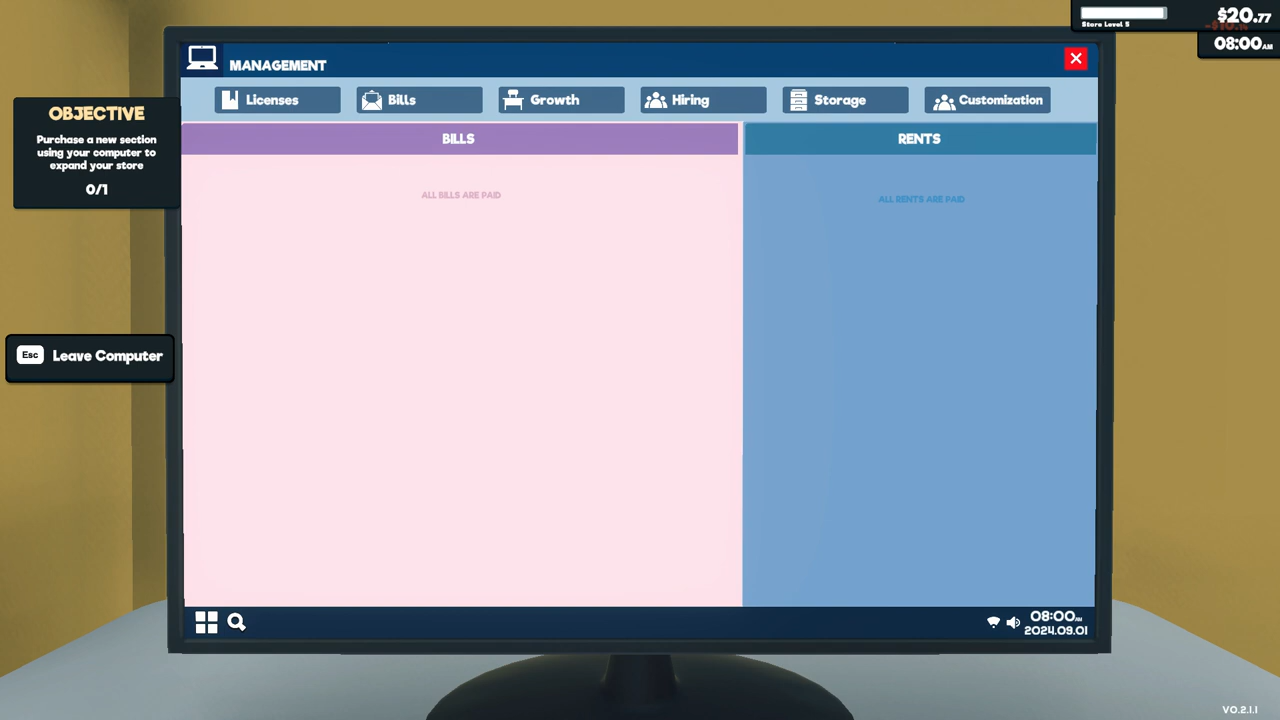 $20.77
Store Level 5
08:00AM
MANAGEMENT
Licenses
Bills
Growth
Hiring
Storage
Customization
OBJECTIVE
Purchase a new section
using your computer to
expand your store
0/1
BILLS
RENTS
ALL BILLS ARE PAID
ALL RENTS ARE PAID
Esc Leave Computer
08:00AM
2024.09.01
V0.2.1.1